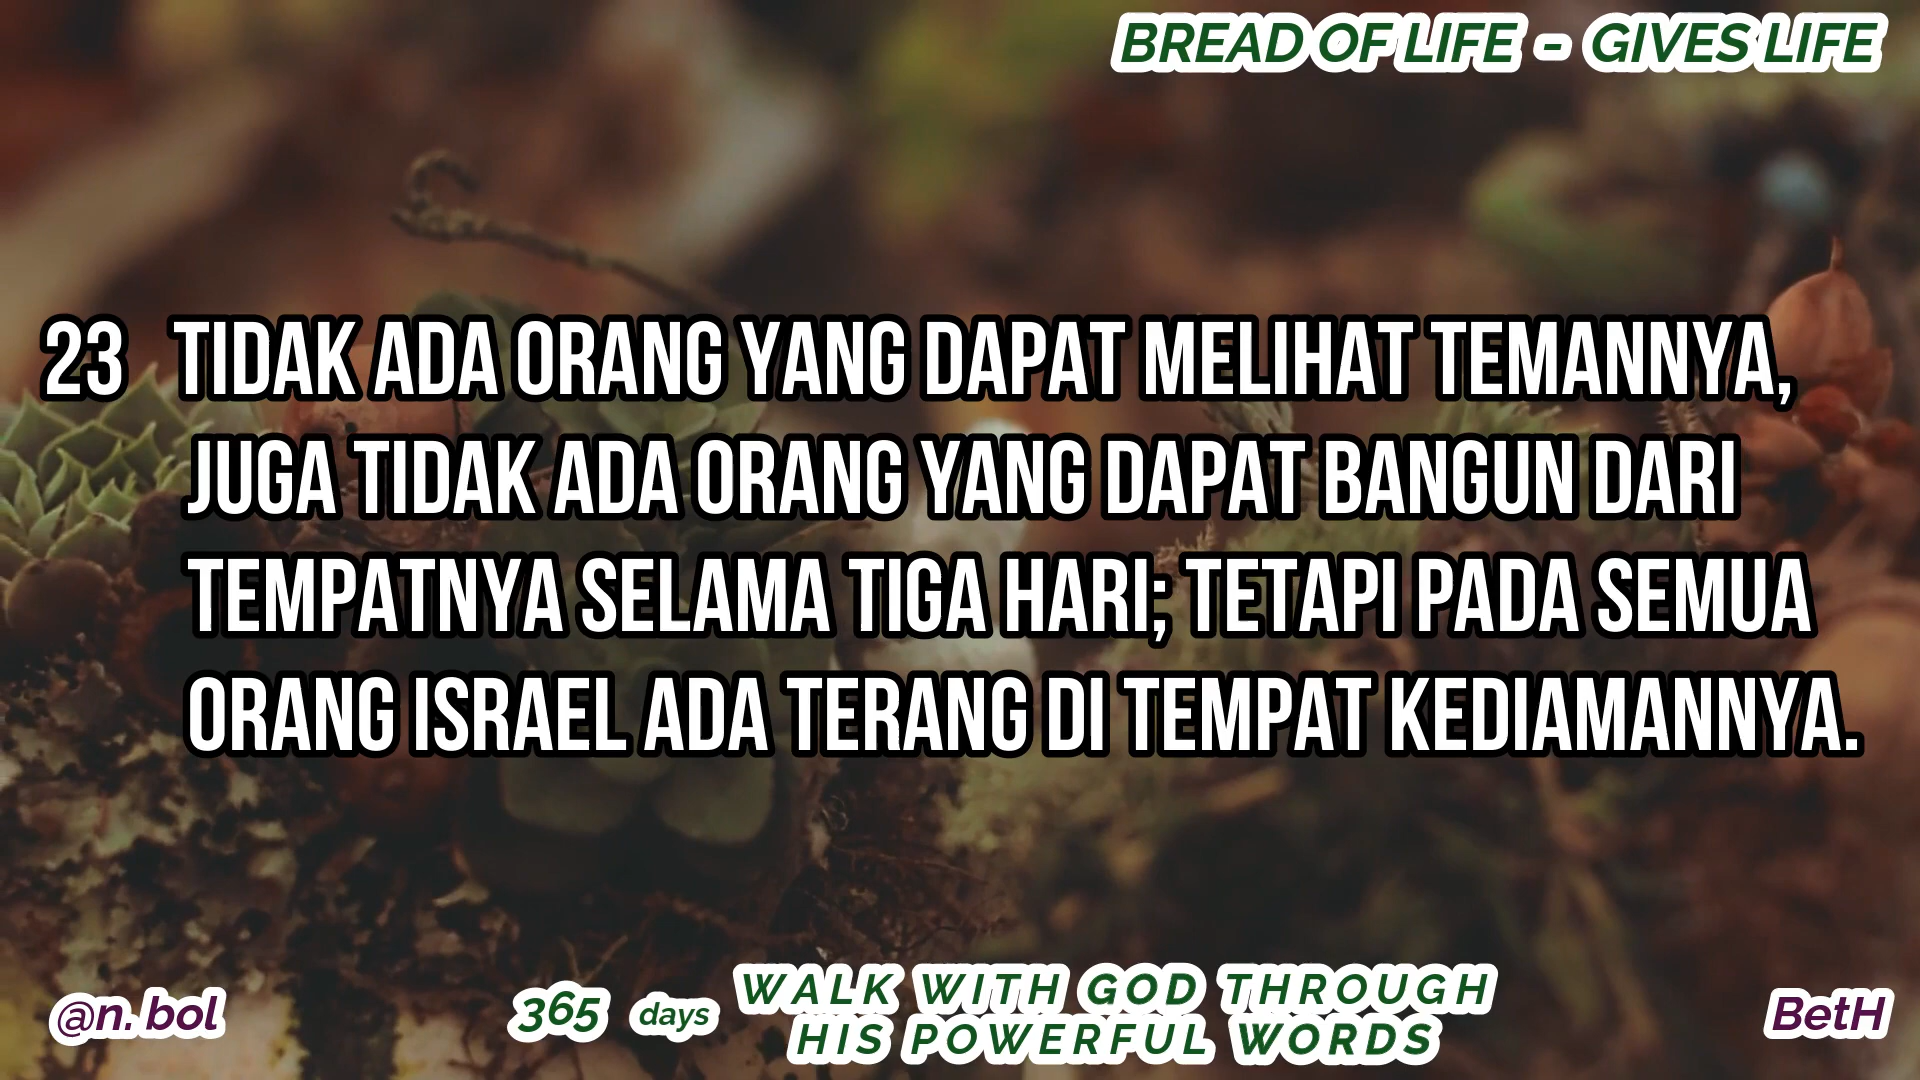 BREAD OF LIFE - GIVES LIFE
23 TIDAK ADA ORANG YANG DAPAT MELIHAT TEMANNYA,
JUGA TIDAK ADA ORANG YANG DAPAT BANGUN DARI
TEMPATNYA SELAMA TIGA HARI; TETAPI PADA SEMUA
ORANG ISRAEL ADA TERANG DI TEMPAT KEDIAMANNYA.
@n. bol
365 days
WALK WITH GOD THROUGH
HIS POWERFUL WORDS
BetH